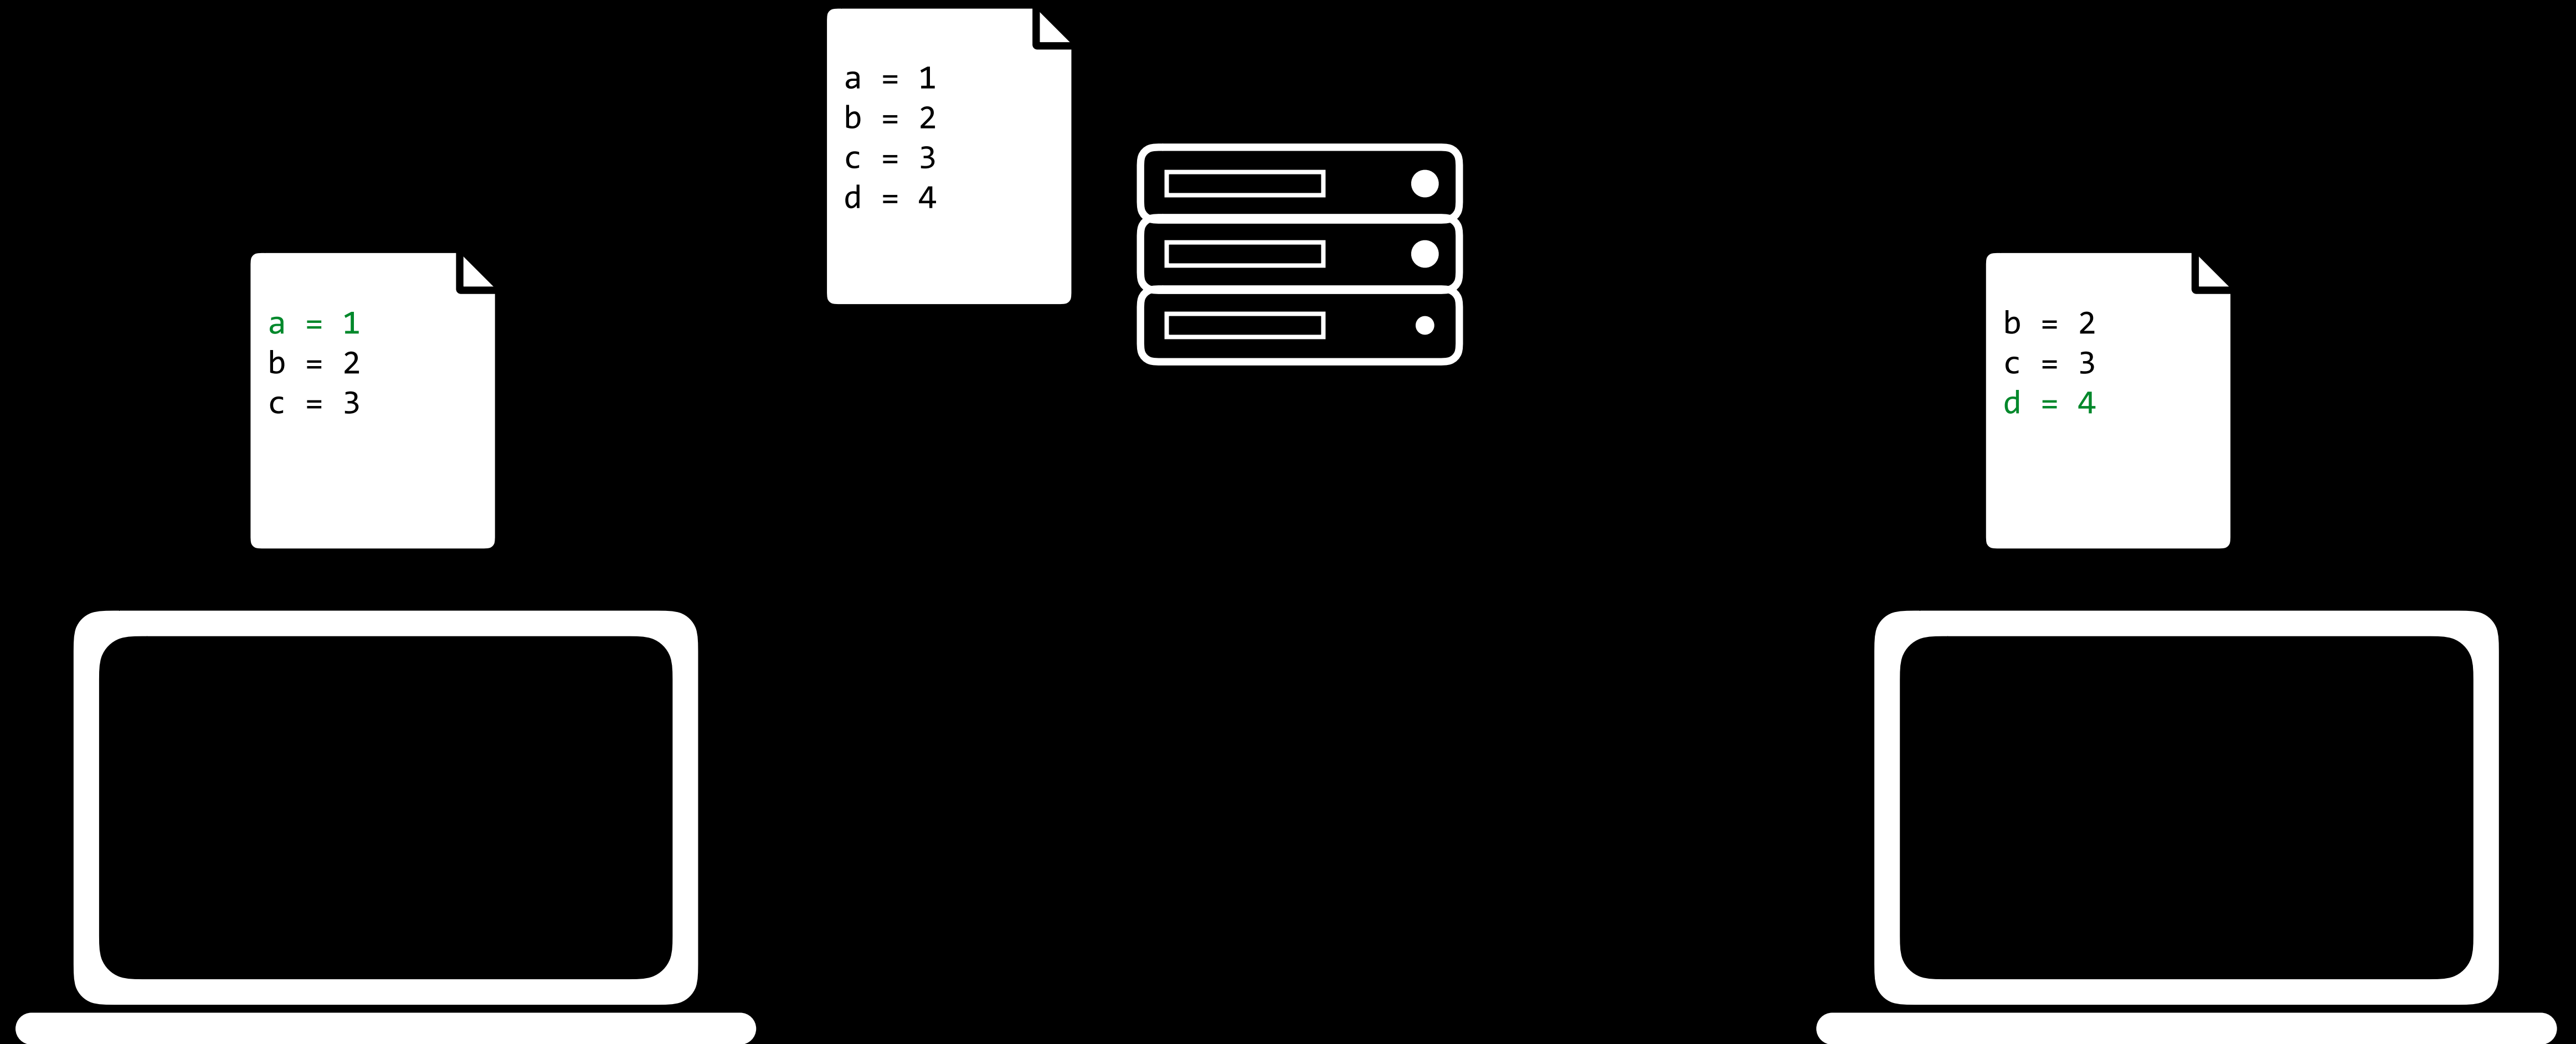 a = 1
b = 2
c = 3
d = 4
a = 1
b = 2
c = 3
b = 2
c = 3
d = 4